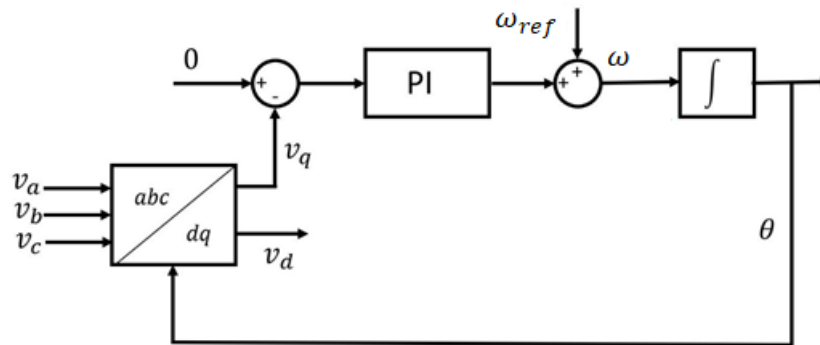 ω_ref
0
+
-
PI
+
+
ω
∫
v_q
v_a
v_b
v_c
abc
dq
v_d
θ